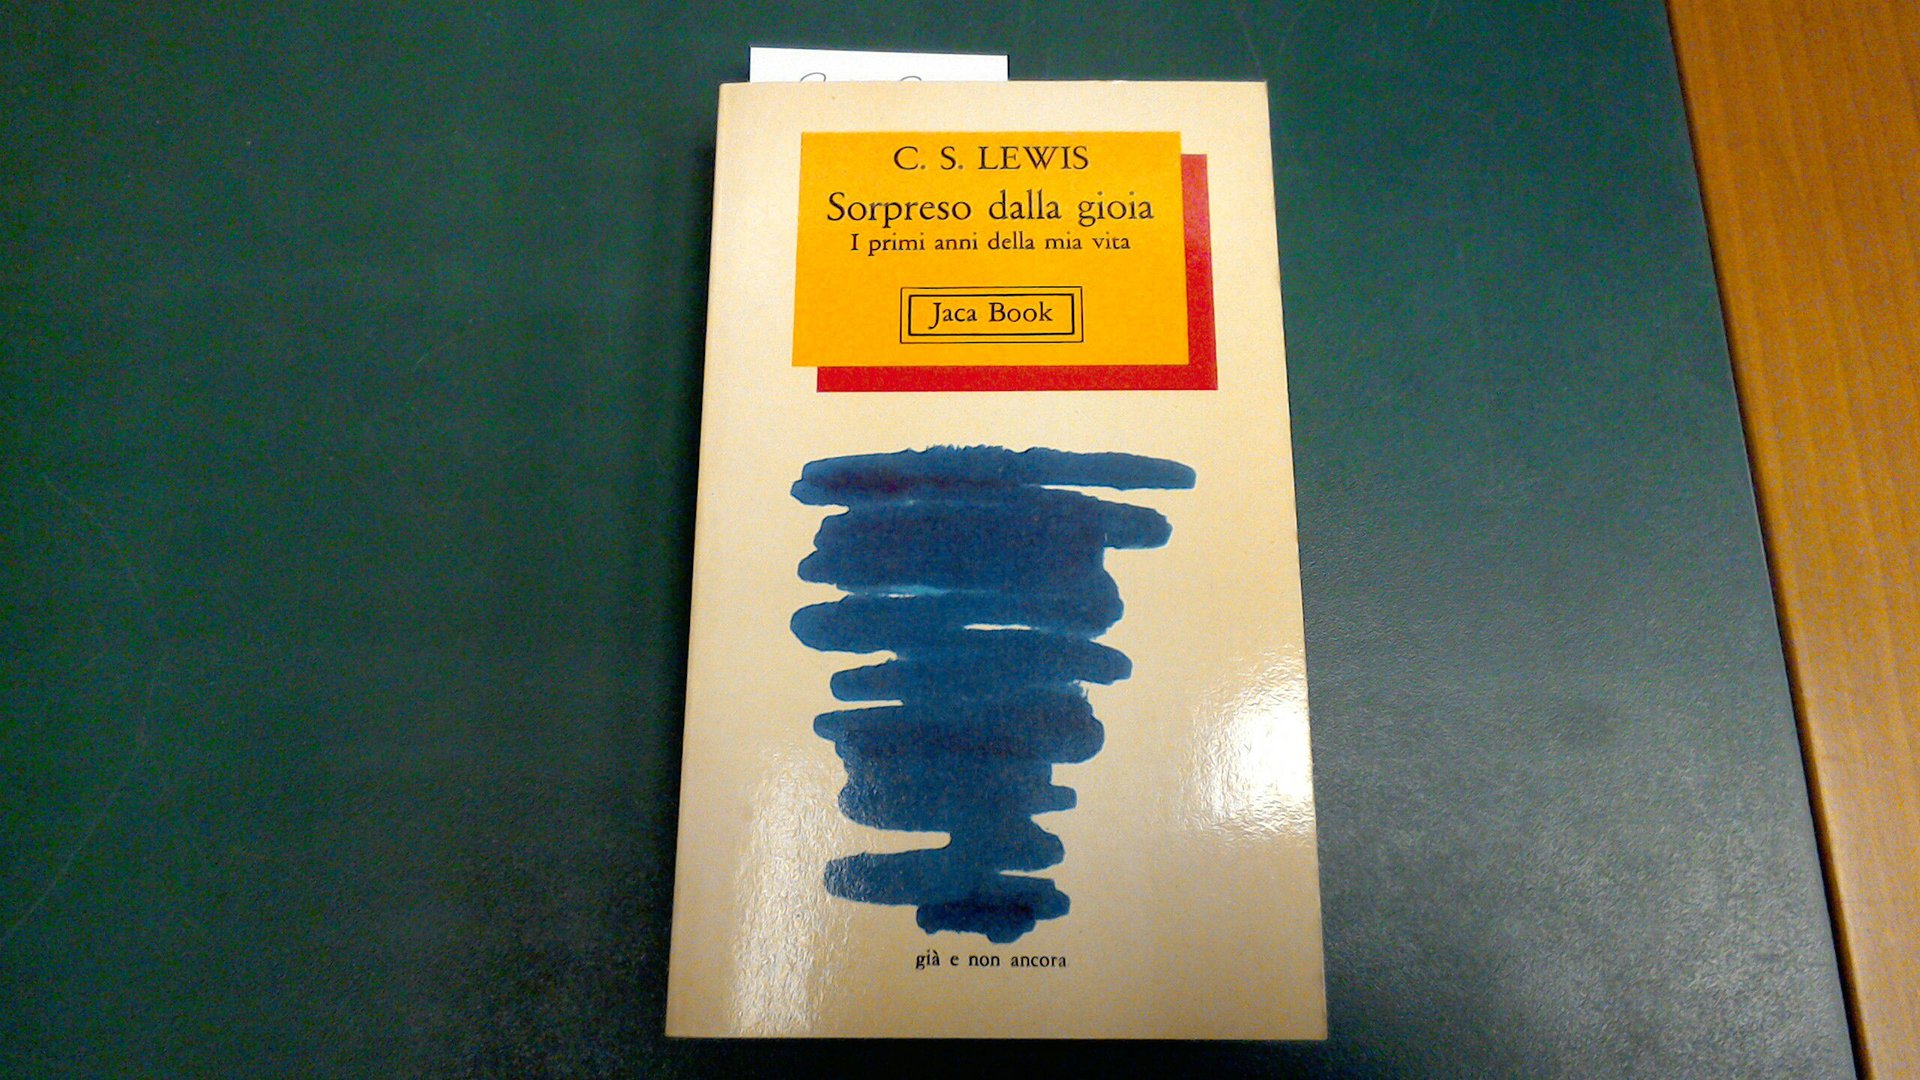 C. S. LEWIS
Sorpreso dalla gioia
I primi anni della mia vita
Jaca Book
già e non ancora